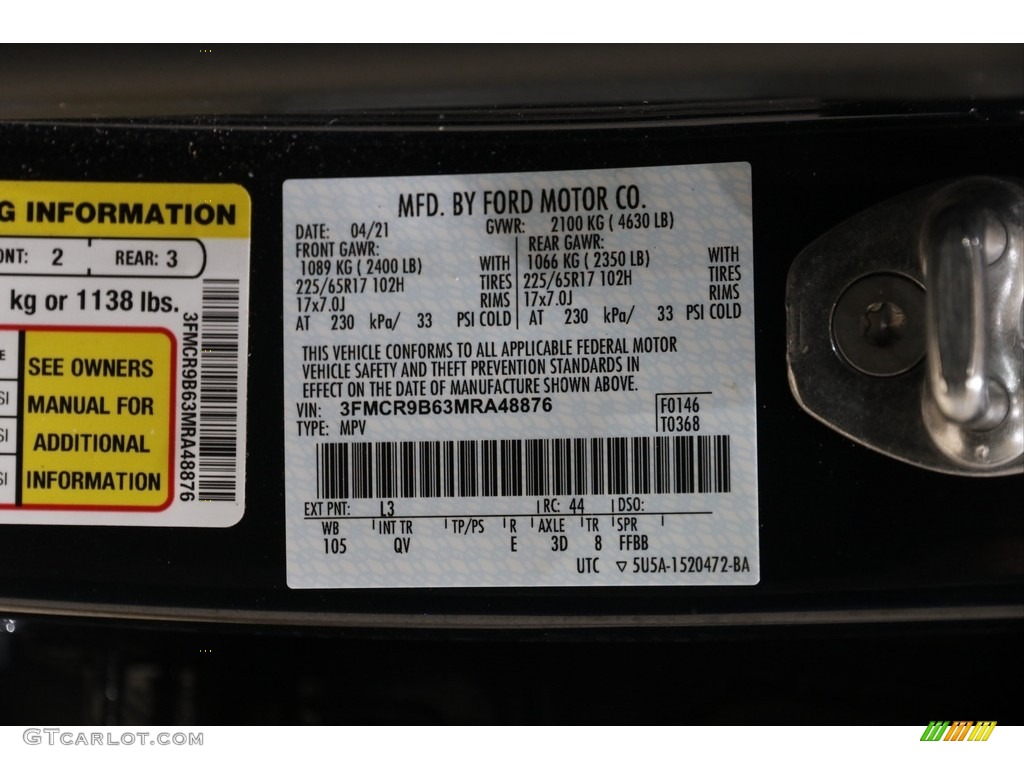 G INFORMATION
ONT: 2 REAR: 3
kg or 1138 lbs.
3FMCR9B63MRA48876
E
SI
SI
SI
SEE OWNERS
MANUAL FOR
ADDITIONAL
INFORMATION
MFD. BY FORD MOTOR CO.
DATE: 04/21 GVWR: 2100 KG ( 4630 LB)
FRONT GAWR: REAR GAWR:
1089 KG ( 2400 LB) WITH 1066 KG ( 2350 LB) WITH
225/65R17 102H TIRES 225/65R17 102H TIRES
17x7.0J RIMS 17x7.0J RIMS
AT 230 kPa/ 33 PSI COLD AT 230 kPa/ 33 PSI COLD
THIS VEHICLE CONFORMS TO ALL APPLICABLE FEDERAL MOTOR
VEHICLE SAFETY AND THEFT PREVENTION STANDARDS IN
EFFECT ON THE DATE OF MANUFACTURE SHOWN ABOVE.
VIN: 3FMCR9B63MRA48876 F0146
TYPE: MPV T0368
EXT PNT: L3 RC: 44 DSO:
WB INT TR TP/PS R AXLE TR SPR
105 QV E 3D 8 FFBB
UTC ▽ 5U5A-1520472-BA
GTcarlot.com